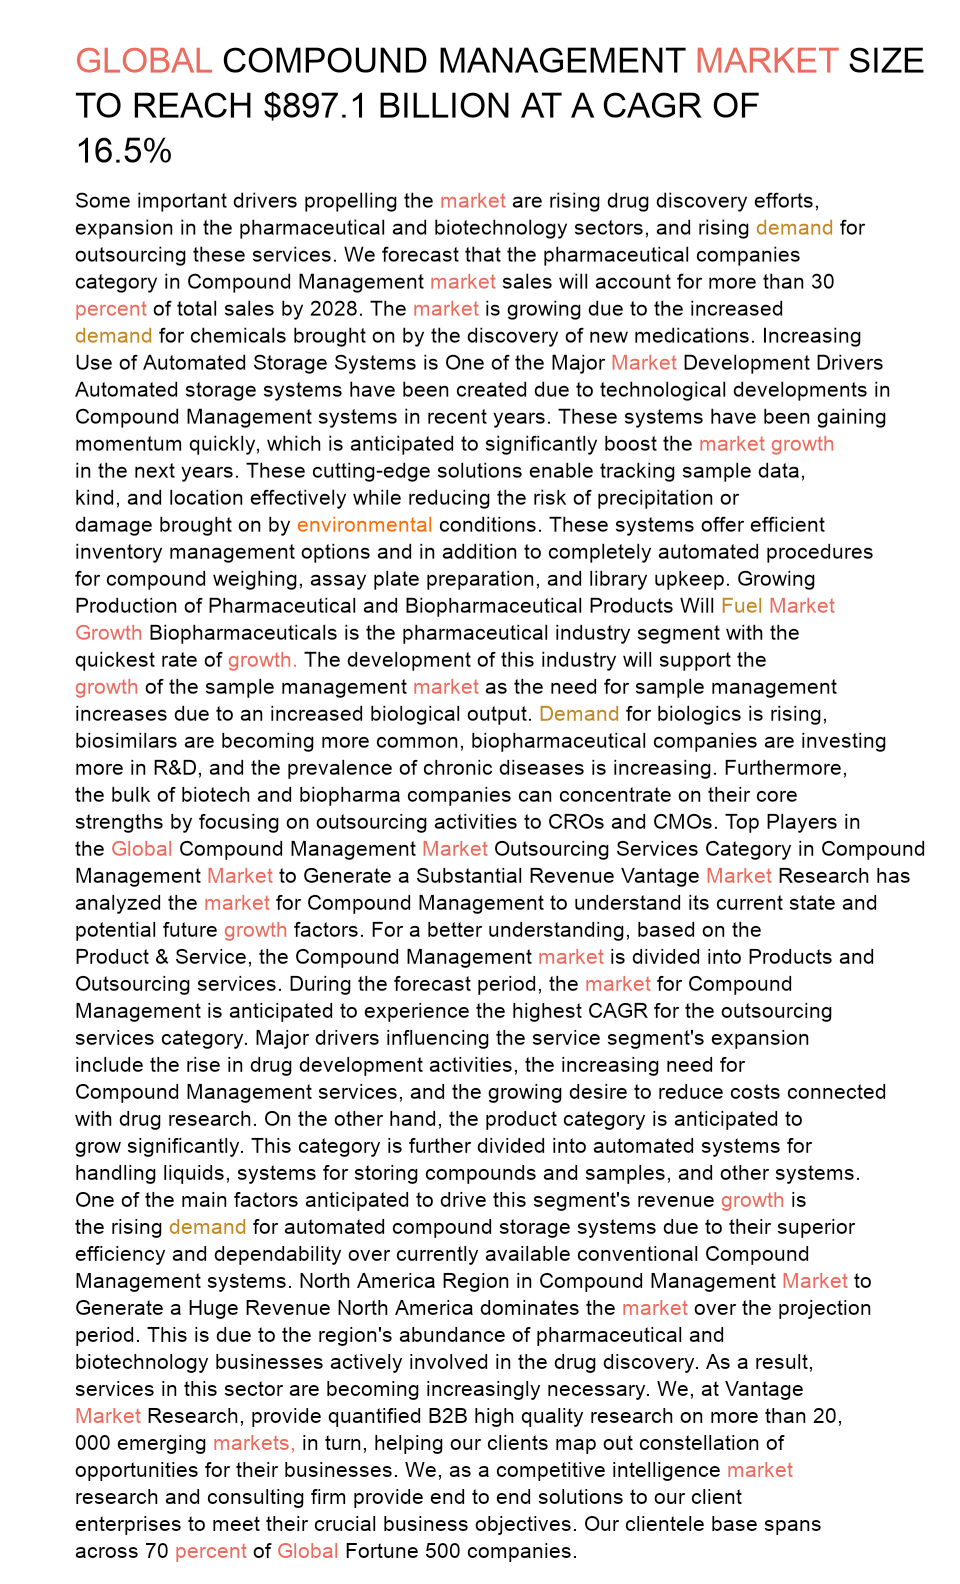 GLOBAL COMPOUND MANAGEMENT MARKET SIZE
TO REACH $897.1 BILLION AT A CAGR OF
16.5%
Some important drivers propelling the market are rising drug discovery efforts,
expansion in the pharmaceutical and biotechnology sectors, and rising demand for
outsourcing these services. We forecast that the pharmaceutical companies
category in Compound Management market sales will account for more than 30
percent of total sales by 2028. The market is growing due to the increased
demand for chemicals brought on by the discovery of new medications. Increasing
Use of Automated Storage Systems is One of the Major Market Development Drivers
Automated storage systems have been created due to technological developments in
Compound Management systems in recent years. These systems have been gaining
momentum quickly, which is anticipated to significantly boost the market growth
in the next years. These cutting-edge solutions enable tracking sample data,
kind, and location effectively while reducing the risk of precipitation or
damage brought on by environmental conditions. These systems offer efficient
inventory management options and in addition to completely automated procedures
for compound weighing, assay plate preparation, and library upkeep. Growing
Production of Pharmaceutical and Biopharmaceutical Products Will Fuel Market
Growth Biopharmaceuticals is the pharmaceutical industry segment with the
quickest rate of growth. The development of this industry will support the
growth of the sample management market as the need for sample management
increases due to an increased biological output. Demand for biologics is rising,
biosimilars are becoming more common, biopharmaceutical companies are investing
more in R&D, and the prevalence of chronic diseases is increasing. Furthermore,
the bulk of biotech and biopharma companies can concentrate on their core
strengths by focusing on outsourcing activities to CROs and CMOs. Top Players in
the Global Compound Management Market Outsourcing Services Category in Compound
Management Market to Generate a Substantial Revenue Vantage Market Research has
analyzed the market for Compound Management to understand its current state and
potential future growth factors. For a better understanding, based on the
Product & Service, the Compound Management market is divided into Products and
Outsourcing services. During the forecast period, the market for Compound
Management is anticipated to experience the highest CAGR for the outsourcing
services category. Major drivers influencing the service segment's expansion
include the rise in drug development activities, the increasing need for
Compound Management services, and the growing desire to reduce costs connected
with drug research. On the other hand, the product category is anticipated to
grow significantly. This category is further divided into automated systems for
handling liquids, systems for storing compounds and samples, and other systems.
One of the main factors anticipated to drive this segment's revenue growth is
the rising demand for automated compound storage systems due to their superior
efficiency and dependability over currently available conventional Compound
Management systems. North America Region in Compound Management Market to
Generate a Huge Revenue North America dominates the market over the projection
period. This is due to the region's abundance of pharmaceutical and
biotechnology businesses actively involved in the drug discovery. As a result,
services in this sector are becoming increasingly necessary. We, at Vantage
Market Research, provide quantified B2B high quality research on more than 20,
000 emerging markets, in turn, helping our clients map out constellation of
opportunities for their businesses. We, as a competitive intelligence market
research and consulting firm provide end to end solutions to our client
enterprises to meet their crucial business objectives. Our clientele base spans
across 70 percent of Global Fortune 500 companies.